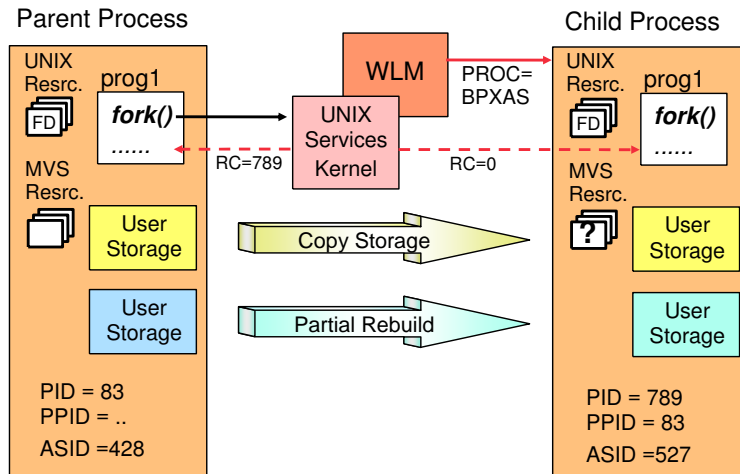 Parent Process
UNIX
Resrc.
FD
prog1
fork()
......
MVS
Resrc.
User
Storage
User
Storage
PID = 83
PPID = ..
ASID =428
WLM
UNIX
Services
Kernel
PROC=
BPXAS
RC=789
RC=0
Copy Storage
Partial Rebuild
Child Process
UNIX
Resrc.
FD
prog1
fork()
......
MVS
Resrc.
?
User
Storage
User
Storage
PID = 789
PPID = 83
ASID =527